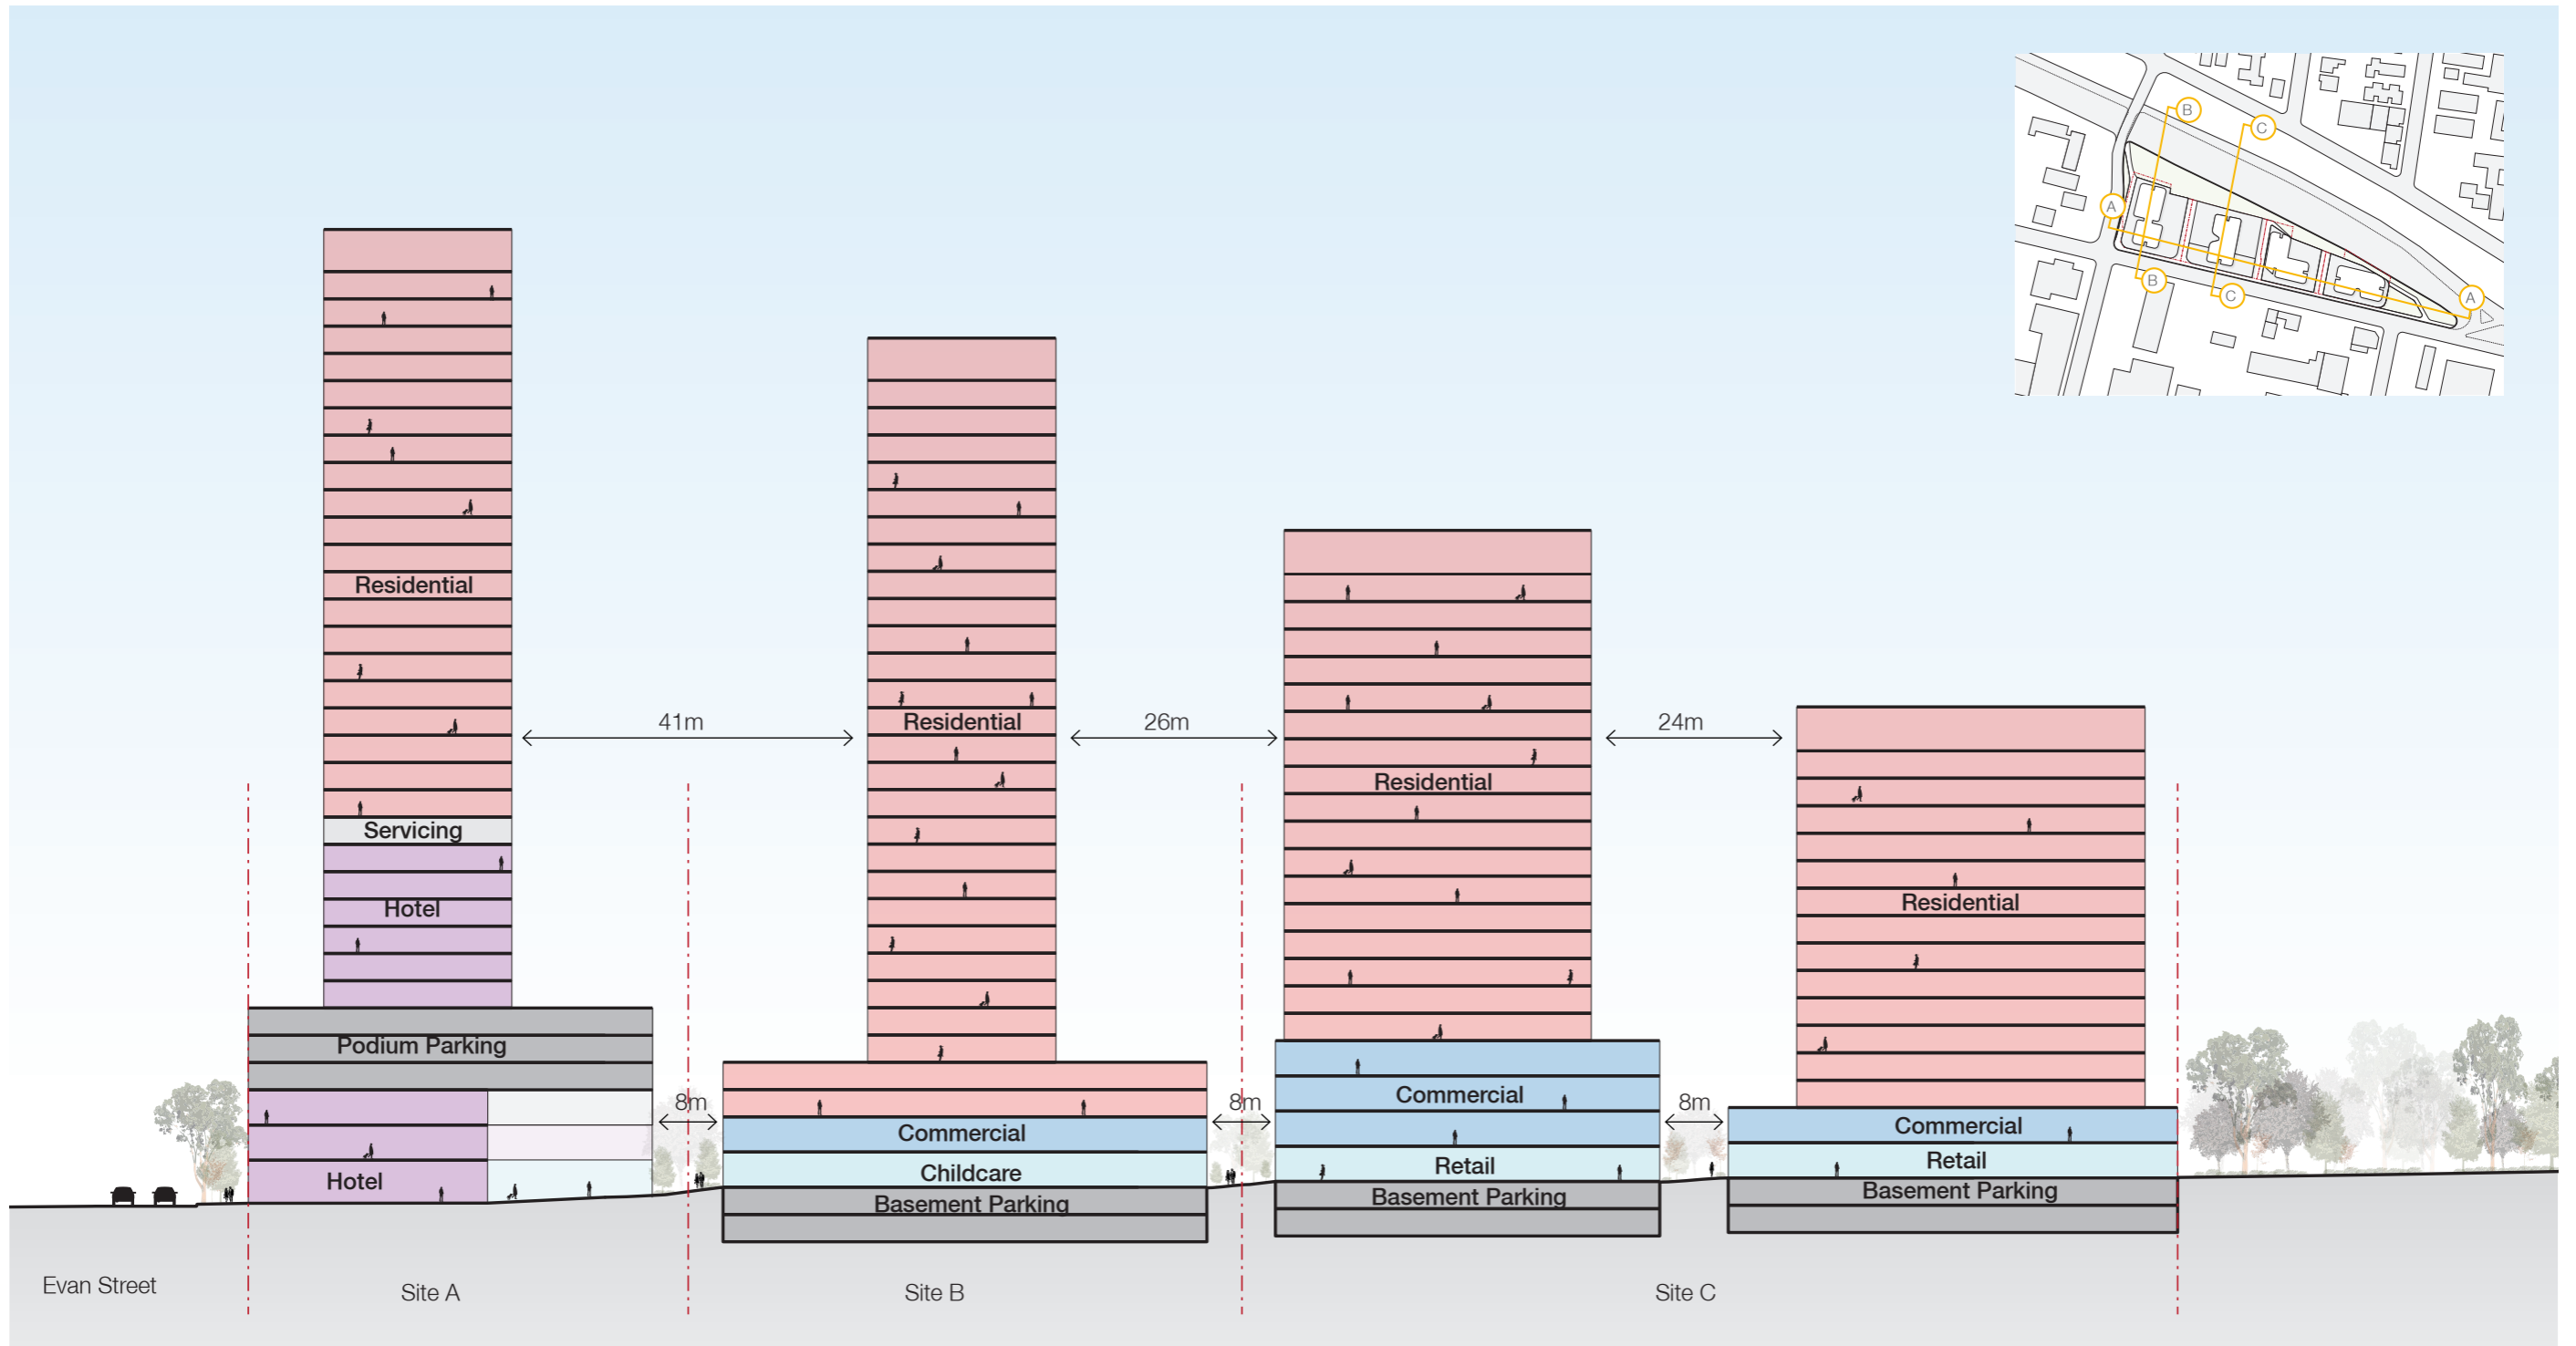 B
C
A
B
C
A
Residential
Residential
41m
26m
24m
Residential
Servicing
Residential
Hotel
Residential
Podium Parking
8m
8m
8m
Commercial
Commercial
Commercial
Hotel
Childcare
Retail
Retail
Basement Parking
Basement Parking
Basement Parking
Evan Street
Site A
Site B
Site C